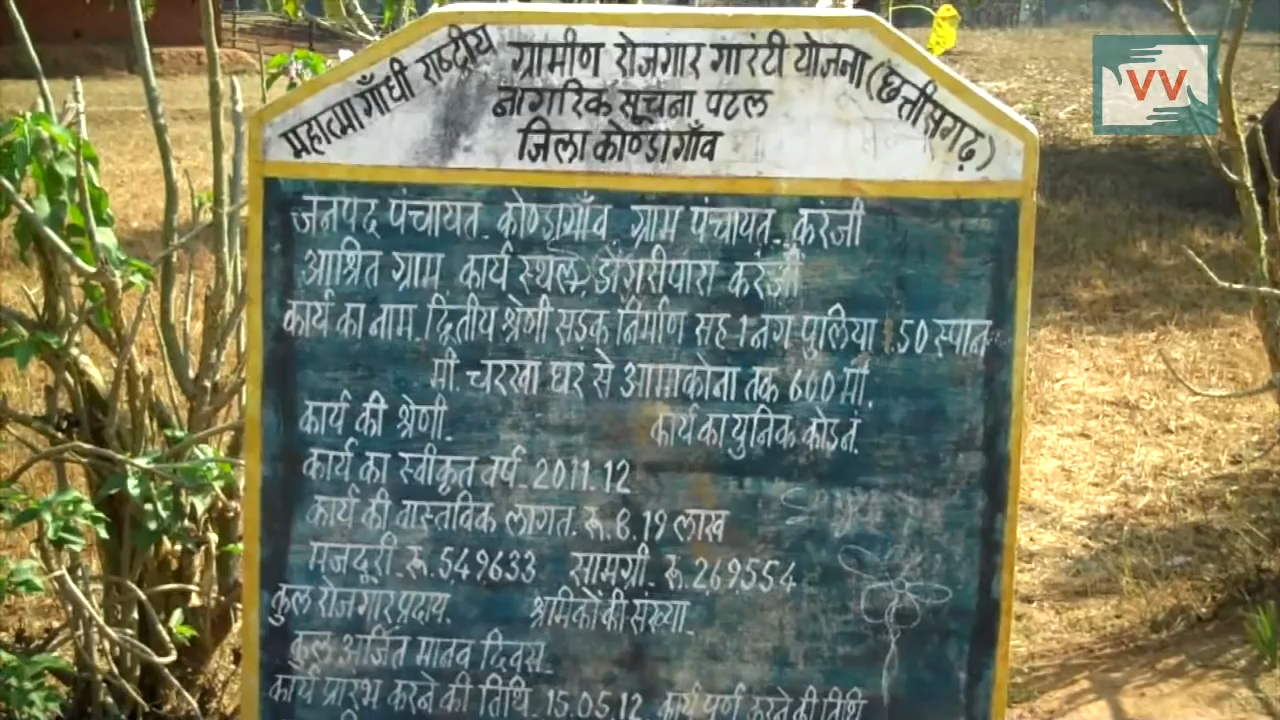 महात्मा गाँधी राष्ट्रीय ग्रामीण रोजगार गारंटी योजना (छत्तीसगढ़)
नागरिक सूचना पटल
जिला कोण्डागाँव
VV
जनपद पंचायत - कोण्डागाँव ग्राम पंचायत - करंजी
आश्रित ग्राम कार्य स्थल - डोंगरीपारा करंजी
कार्य का नाम - द्वितीय श्रेणी सड़क निर्माण सह 1 नग पुलिया 1.50 स्पान
मी. चरखा घर से आमाकोना तक 600 मी.
कार्य की श्रेणी - कार्य का युनिक कोड नं.
कार्य का स्वीकृत वर्ष - 2011.12
कार्य की वास्तविक लागत - रू. 8.19 लाख
मजदूरी - रू. 549633 सामग्री - रू. 269554
कुल रोजगार प्रदाय - श्रमिकों की संख्या -
कुल अर्जित मानव दिवस -
कार्य प्रारंभ करने की तिथि - 15.05.12 कार्य पूर्ण करने की तिथि